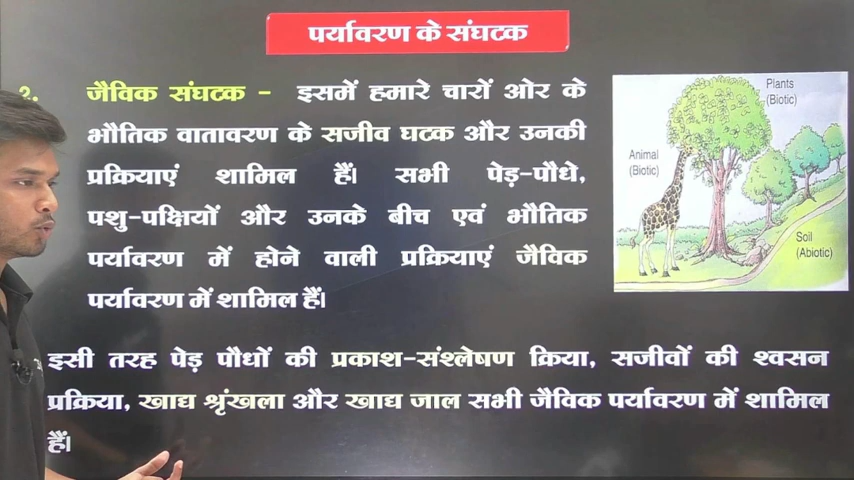 पर्यावरण के संघटक
2. जैविक संघटक - इसमें हमारे चारों ओर के
भौतिक वातावरण के सजीव घटक और उनकी
प्रक्रियाएं शामिल हैं। सभी पेड़-पौधे,
पशु-पक्षियों और उनके बीच एवं भौतिक
पर्यावरण में होने वाली प्रक्रियाएं जैविक
पर्यावरण में शामिल हैं।
Plants
(Biotic)
Animal
(Biotic)
Soil
(Abiotic)
इसी तरह पेड़ पौधों की प्रकाश-संश्लेषण क्रिया, सजीवों की श्वसन
प्रक्रिया, खाद्य श्रृंखला और खाद्य जाल सभी जैविक पर्यावरण में शामिल
हैं।